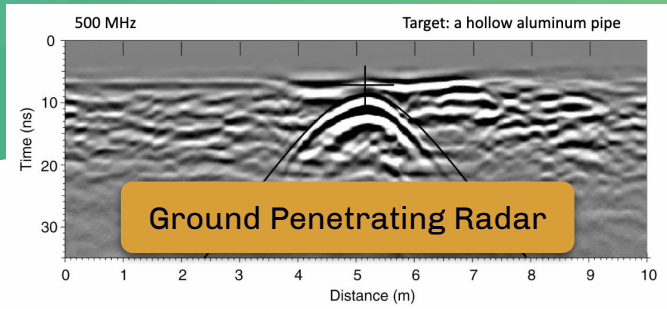 500 MHz
Target: a hollow aluminum pipe
0
10
20
30
Time (ns)
Ground Penetrating Radar
0 1 2 3 4 5 6 7 8 9 10
Distance (m)